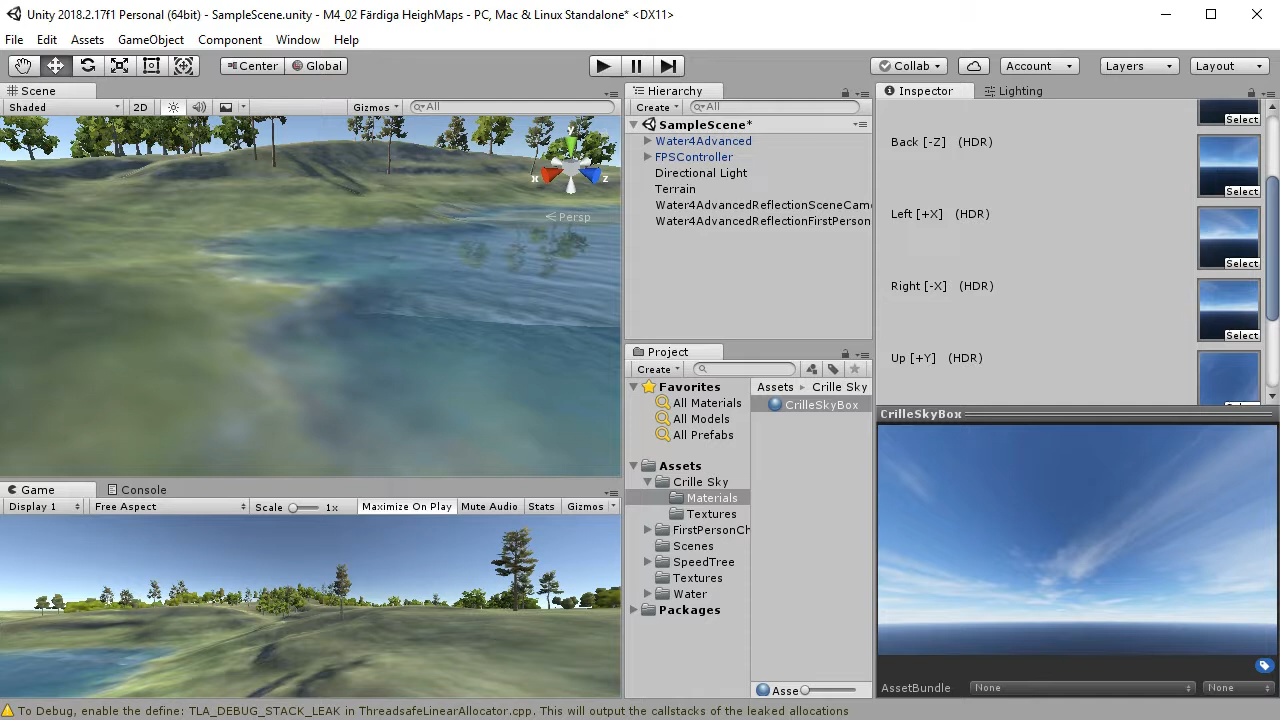 Unity 2018.2.17f1 Personal (64bit) - SampleScene.unity - M4_02 Färdiga HeighMaps - PC, Mac & Linux Standalone* <DX11>
File Edit Assets GameObject Component Window Help
Center Global Collab Account Layers Layout
Scene
Shaded 2D Gizmos All
y x z
Persp
Hierarchy
Create All
SampleScene*
Water4Advanced
FPSController
Directional Light
Terrain
Water4AdvancedReflectionSceneCam
Water4AdvancedReflectionFirstPerson
Inspector Lighting
Select
Back [-Z] (HDR)
Select
Left [+X] (HDR)
Select
Right [-X] (HDR)
Select
Up [+Y] (HDR)
Project
Create
Favorites
All Materials
All Models
All Prefabs
Assets
Crille Sky
Materials
Textures
FirstPersonCh
Scenes
SpeedTree
Textures
Water
Packages
Assets Crille Sky
CrilleSkyBox
Asse
CrilleSkyBox
AssetBundle None None
Game Console
Display 1 Free Aspect Scale 1x Maximize On Play Mute Audio Stats Gizmos
To Debug, enable the define: TLA_DEBUG_STACK_LEAK in ThreadsafeLinearAllocator.cpp. This will output the callstacks of the leaked allocations